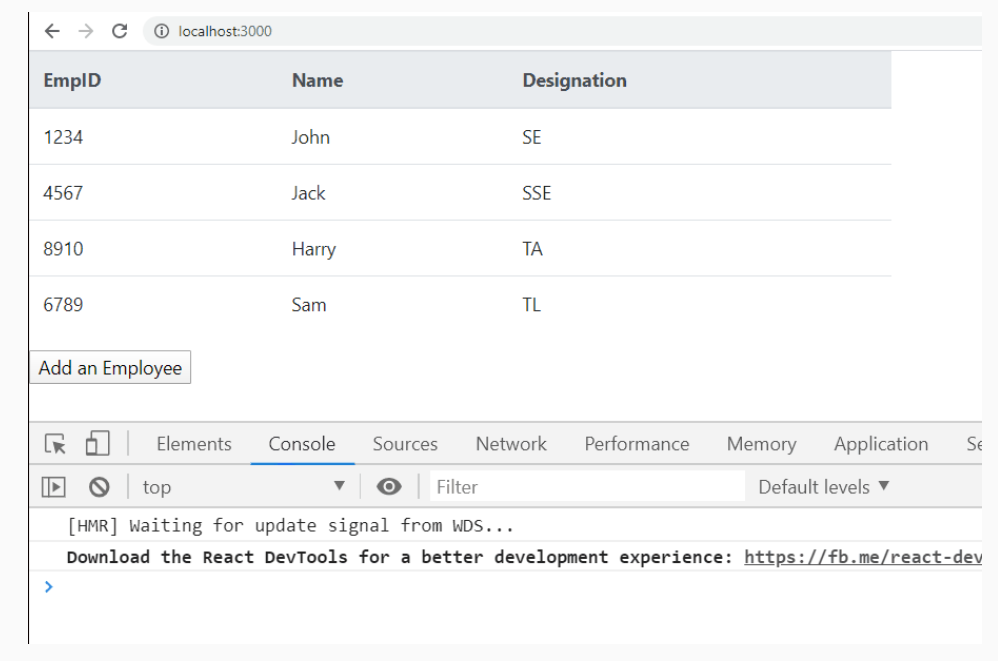 localhost:3000
EmpID Name Designation
1234 John SE
4567 Jack SSE
8910 Harry TA
6789 Sam TL
Add an Employee
Elements Console Sources Network Performance Memory Application Se
top Filter Default levels
[HMR] Waiting for update signal from WDS...
Download the React DevTools for a better development experience: https://fb.me/react-dev